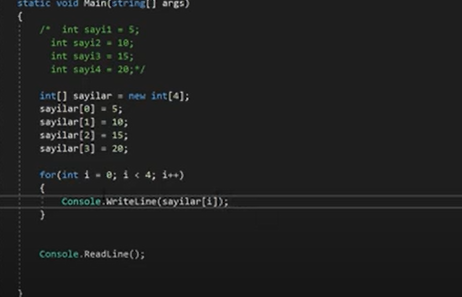 static void Main(string[] args)
{
/* int sayi1 = 5;
int sayi2 = 10;
int sayi3 = 15;
int sayi4 = 20;*/
int[] sayilar = new int[4];
sayilar[0] = 5;
sayilar[1] = 10;
sayilar[2] = 15;
sayilar[3] = 20;
for(int i = 0; i < 4; i++)
{
Console.WriteLine(sayilar[i]);
}
Console.ReadLine();
}